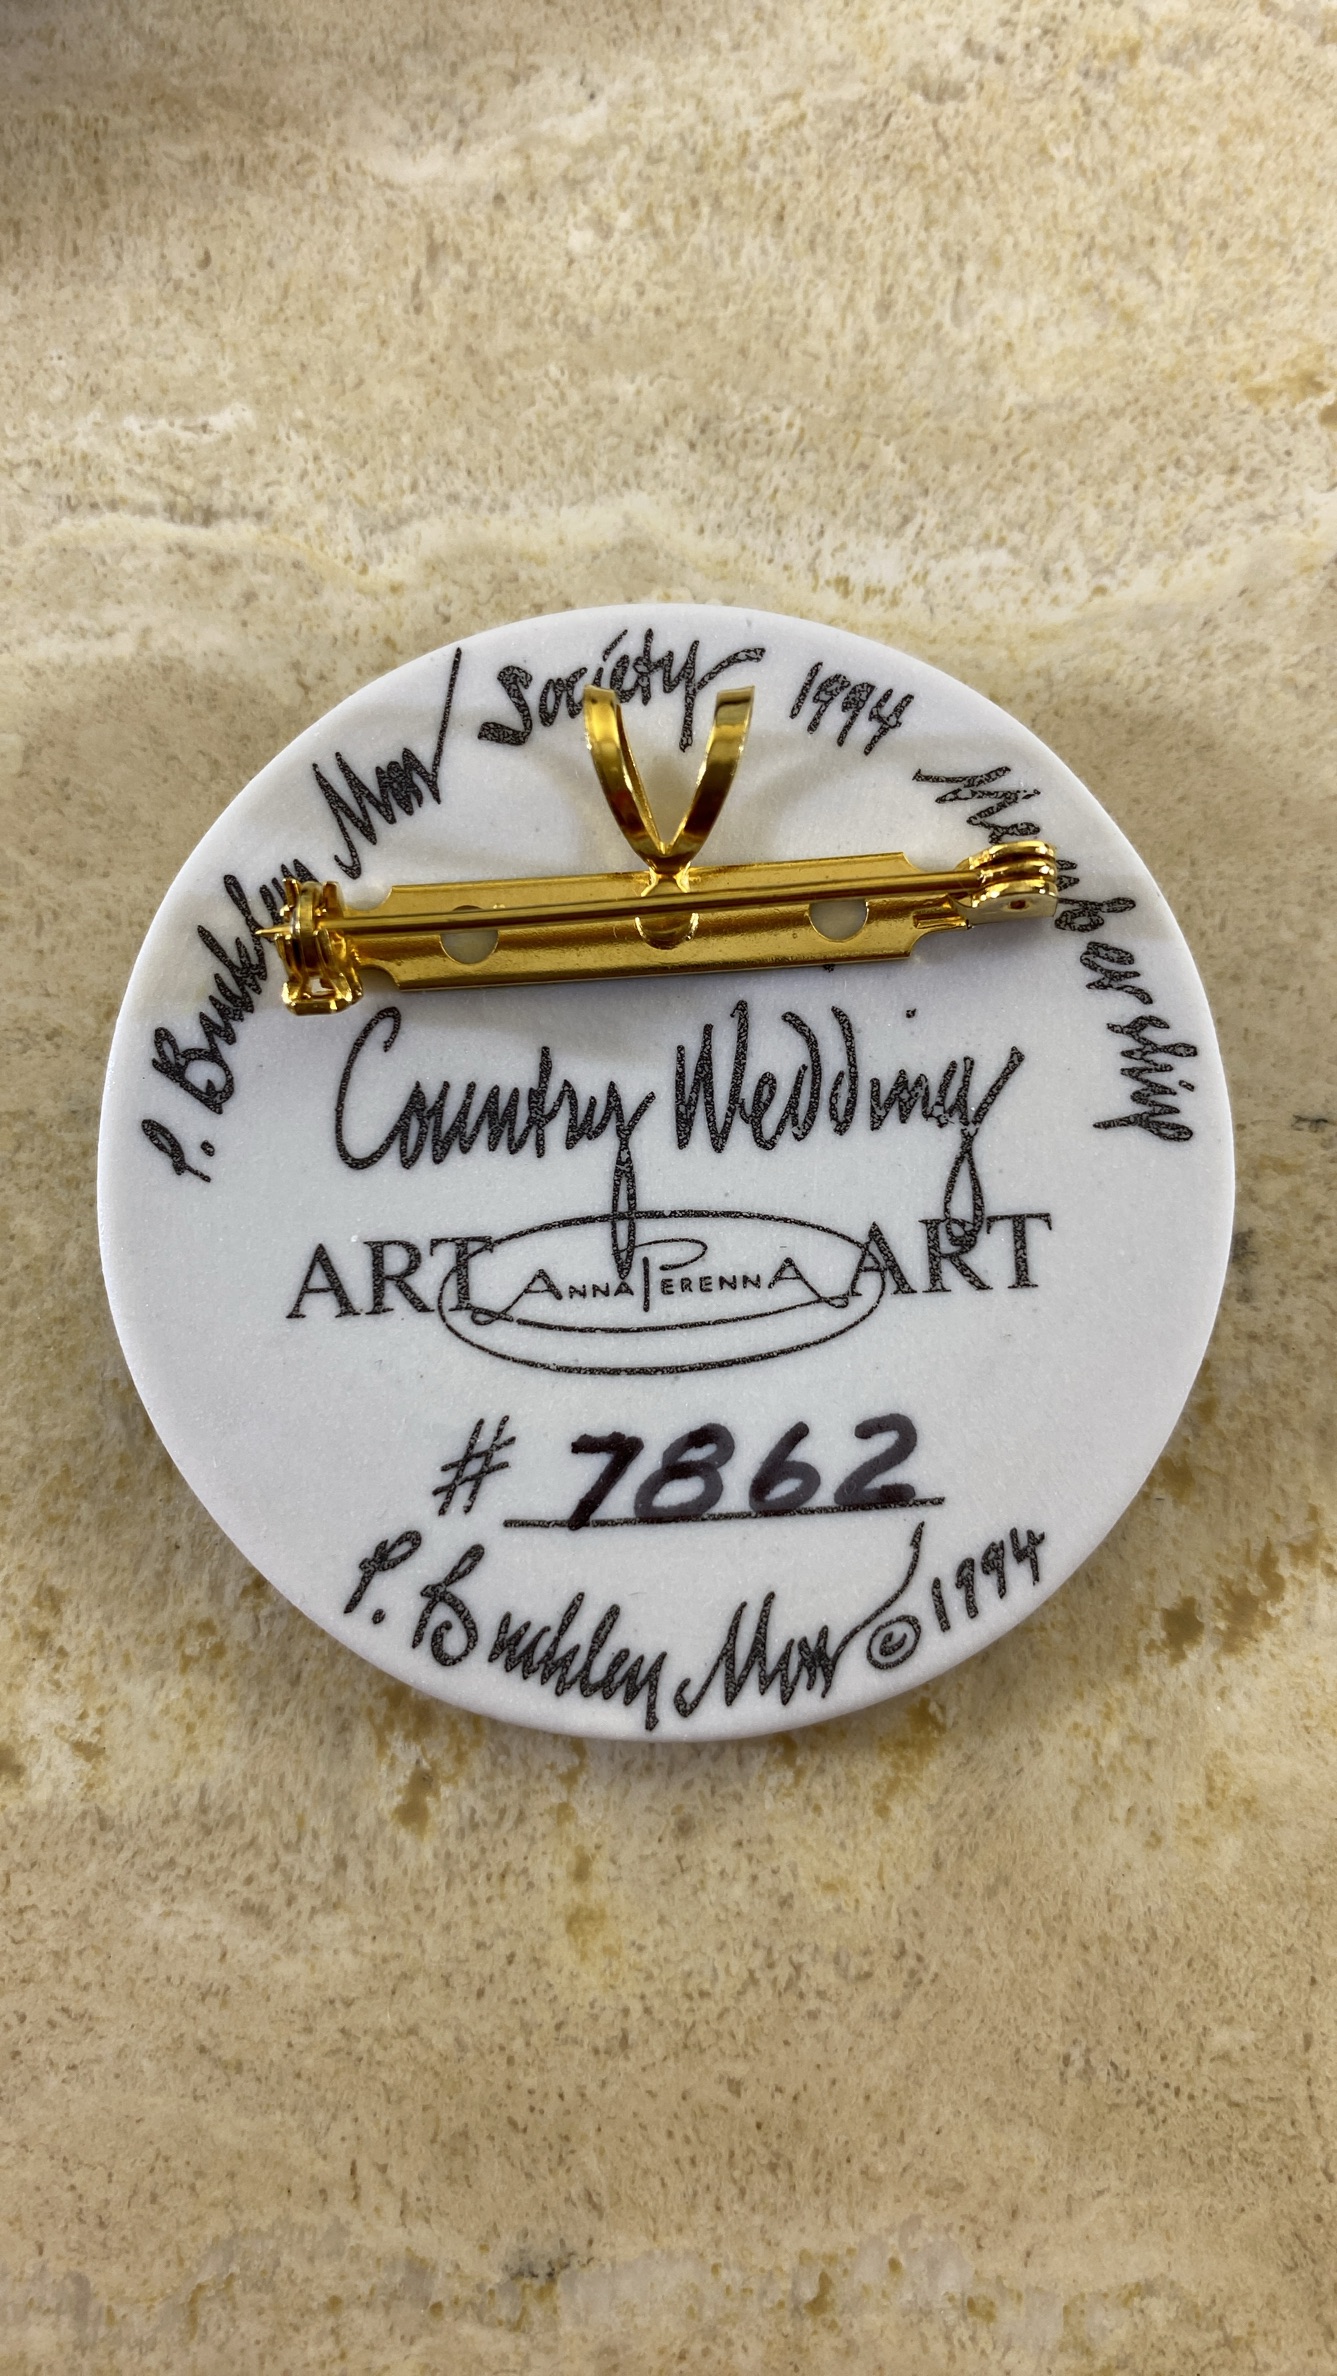 P. Buckley Moss Society 1994 Membership
Country Wedding
ART ANNA PERENNA ART
# 7862
P. Buckley Moss © 1994